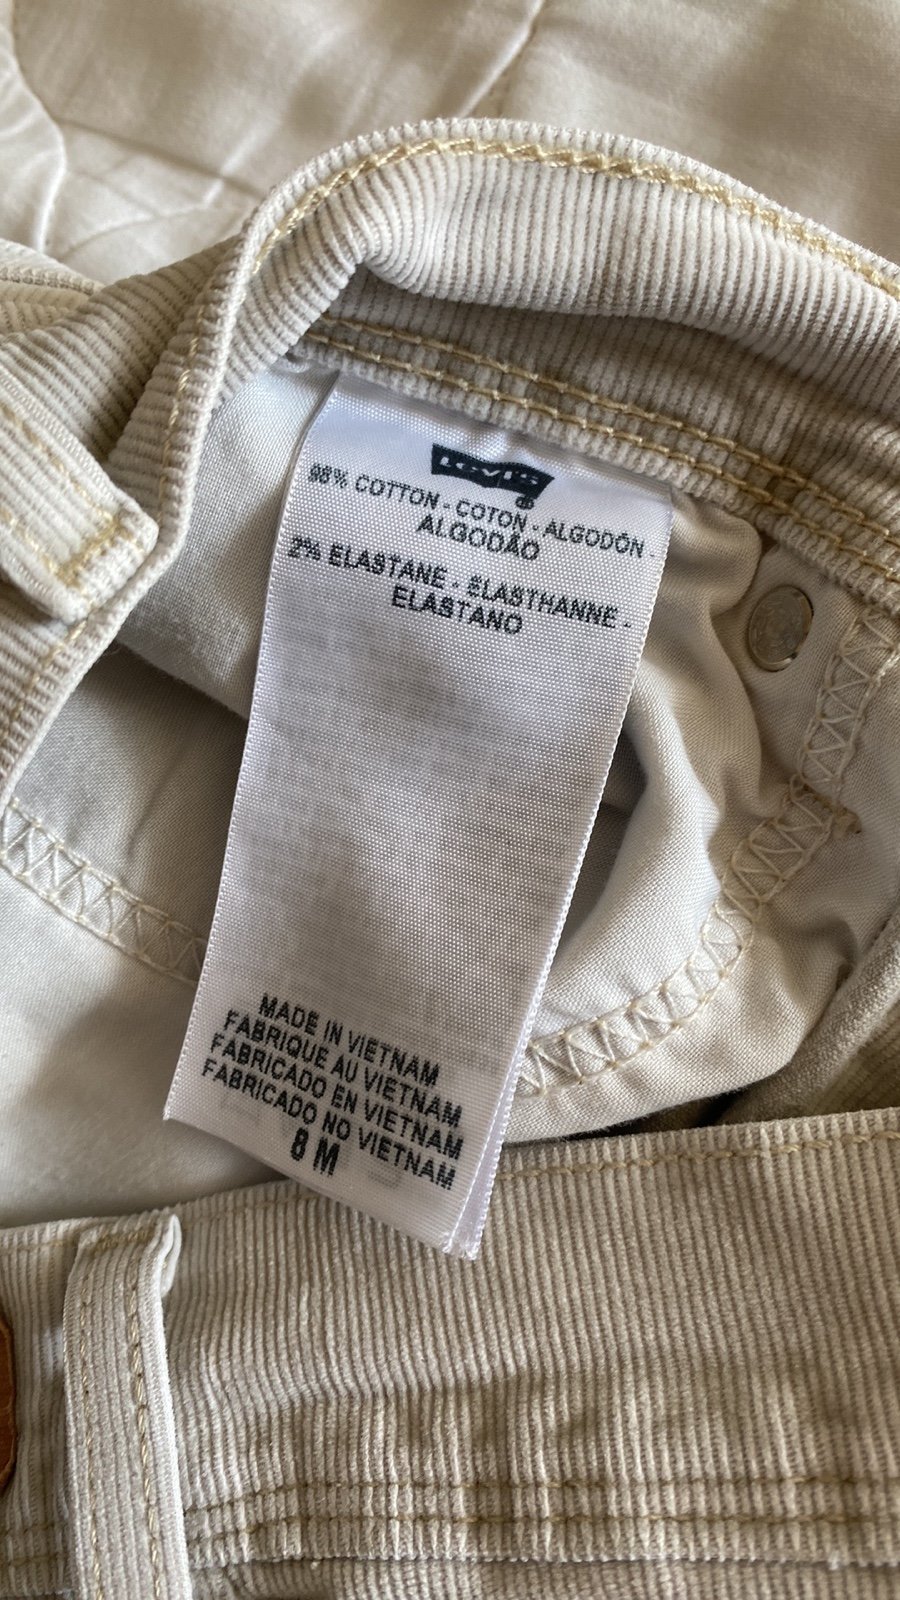 LEVI'S
98% COTTON - COTON - ALGODÓN -
ALGODÃO
2% ELASTANE - ÉLASTHANNE -
ELASTANO
MADE IN VIETNAM
FABRIQUE AU VIETNAM
FABRICADO EN VIETNAM
FABRICADO NO VIETNAM
8 M